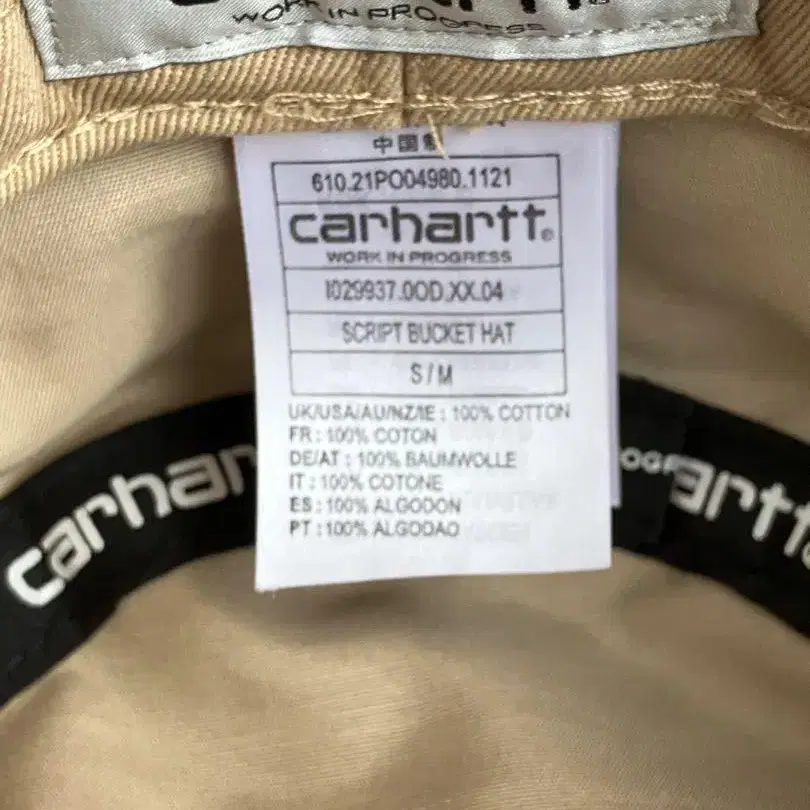 WORK IN PROGRESS
中国
610.21PO04980.1121
carhartt®
WORK IN PROGRESS
I029937.0OD.XX.04
SCRIPT BUCKET HAT
S/M
UK/USA/AU/NZ/IE : 100% COTTON
FR : 100% COTON
DE/AT : 100% BAUMWOLLE
IT : 100% COTONE
ES : 100% ALGODON
PT : 100% ALGODAO
carhar
OGR
artt